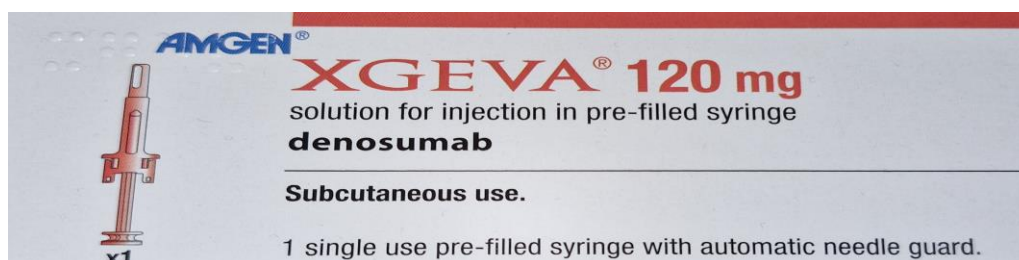 AMGEN®
XGEVA® 120 mg
solution for injection in pre-filled syringe
denosumab
Subcutaneous use.
1 single use pre-filled syringe with automatic needle guard.
x1